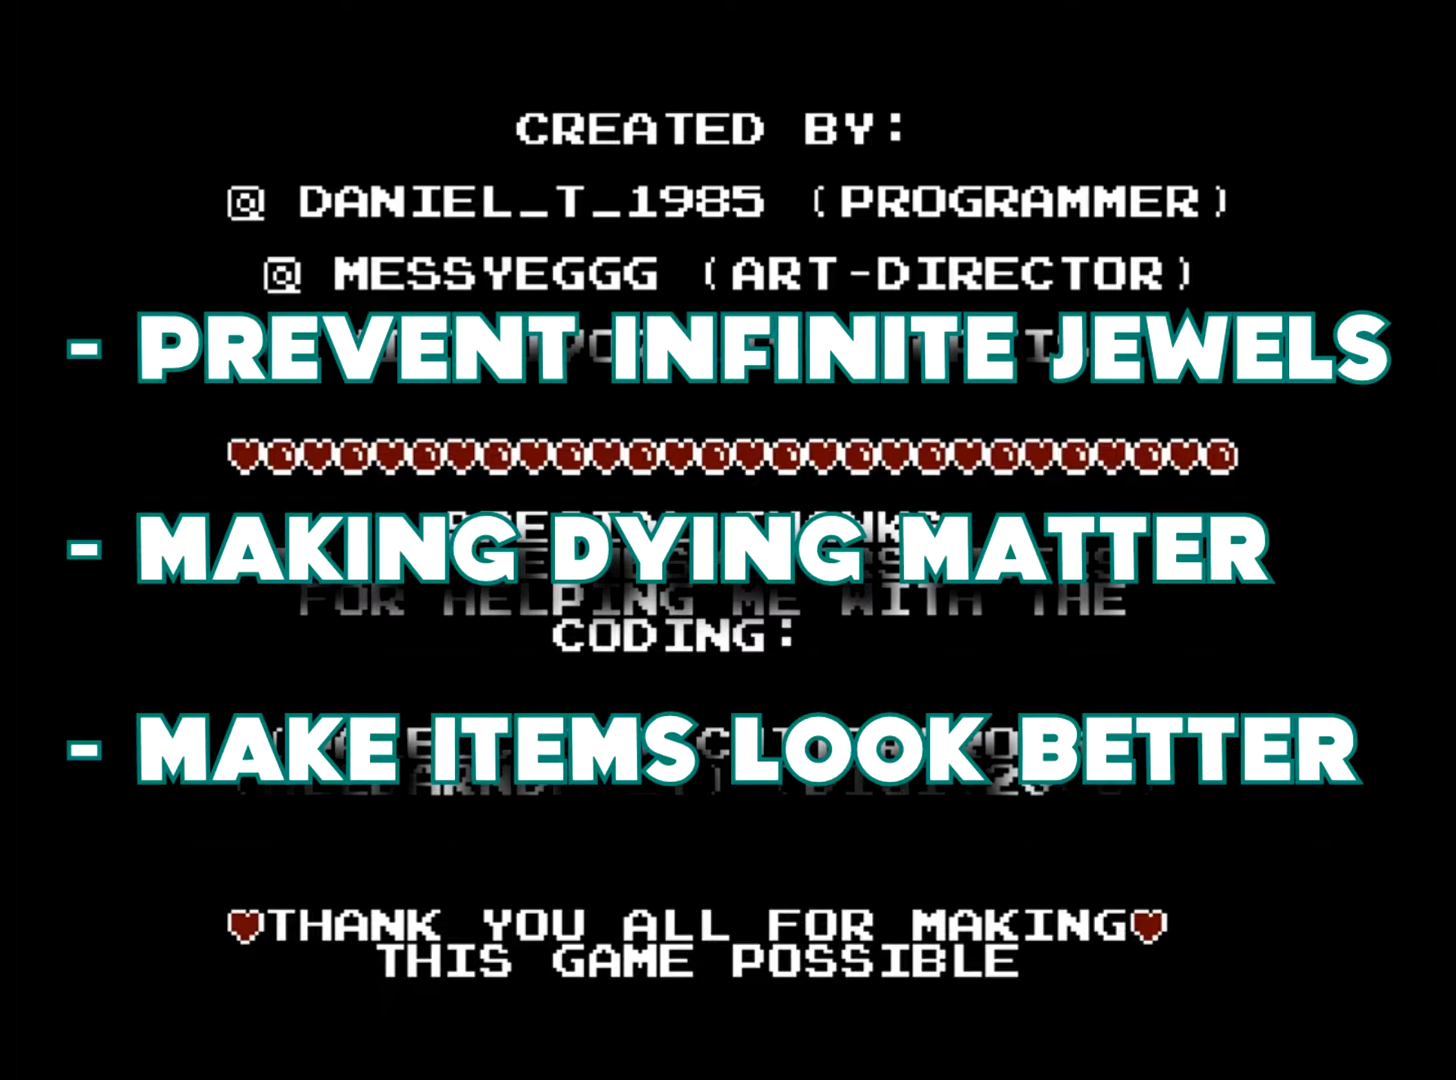 CREATED BY:
@ DANIEL_T_1985 (PROGRAMMER)
@ MESSYEGGG (ART-DIRECTOR)
- PREVENT INFINITE JEWELS
- MAKING DYING MATTER
FOR HELPING ME WITH THE
CODING:
- MAKE ITEMS LOOK BETTER
THANK YOU ALL FOR MAKING
THIS GAME POSSIBLE